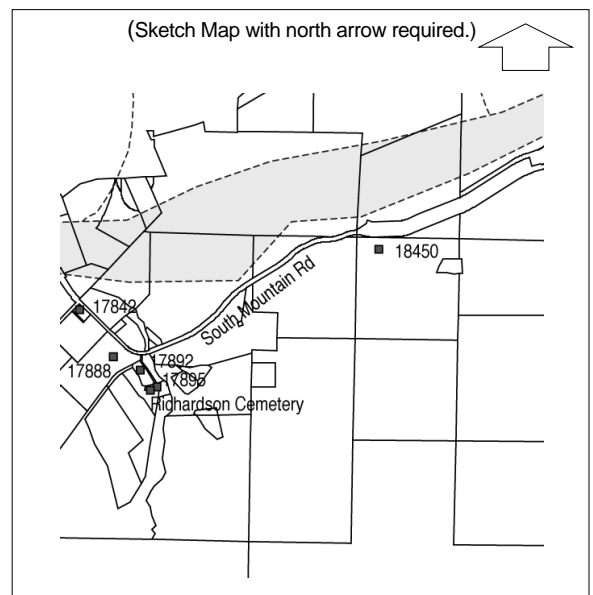 (Sketch Map with north arrow required.)
18450
South Mountain Rd
17842
17892
17888
17895
Richardson Cemetery